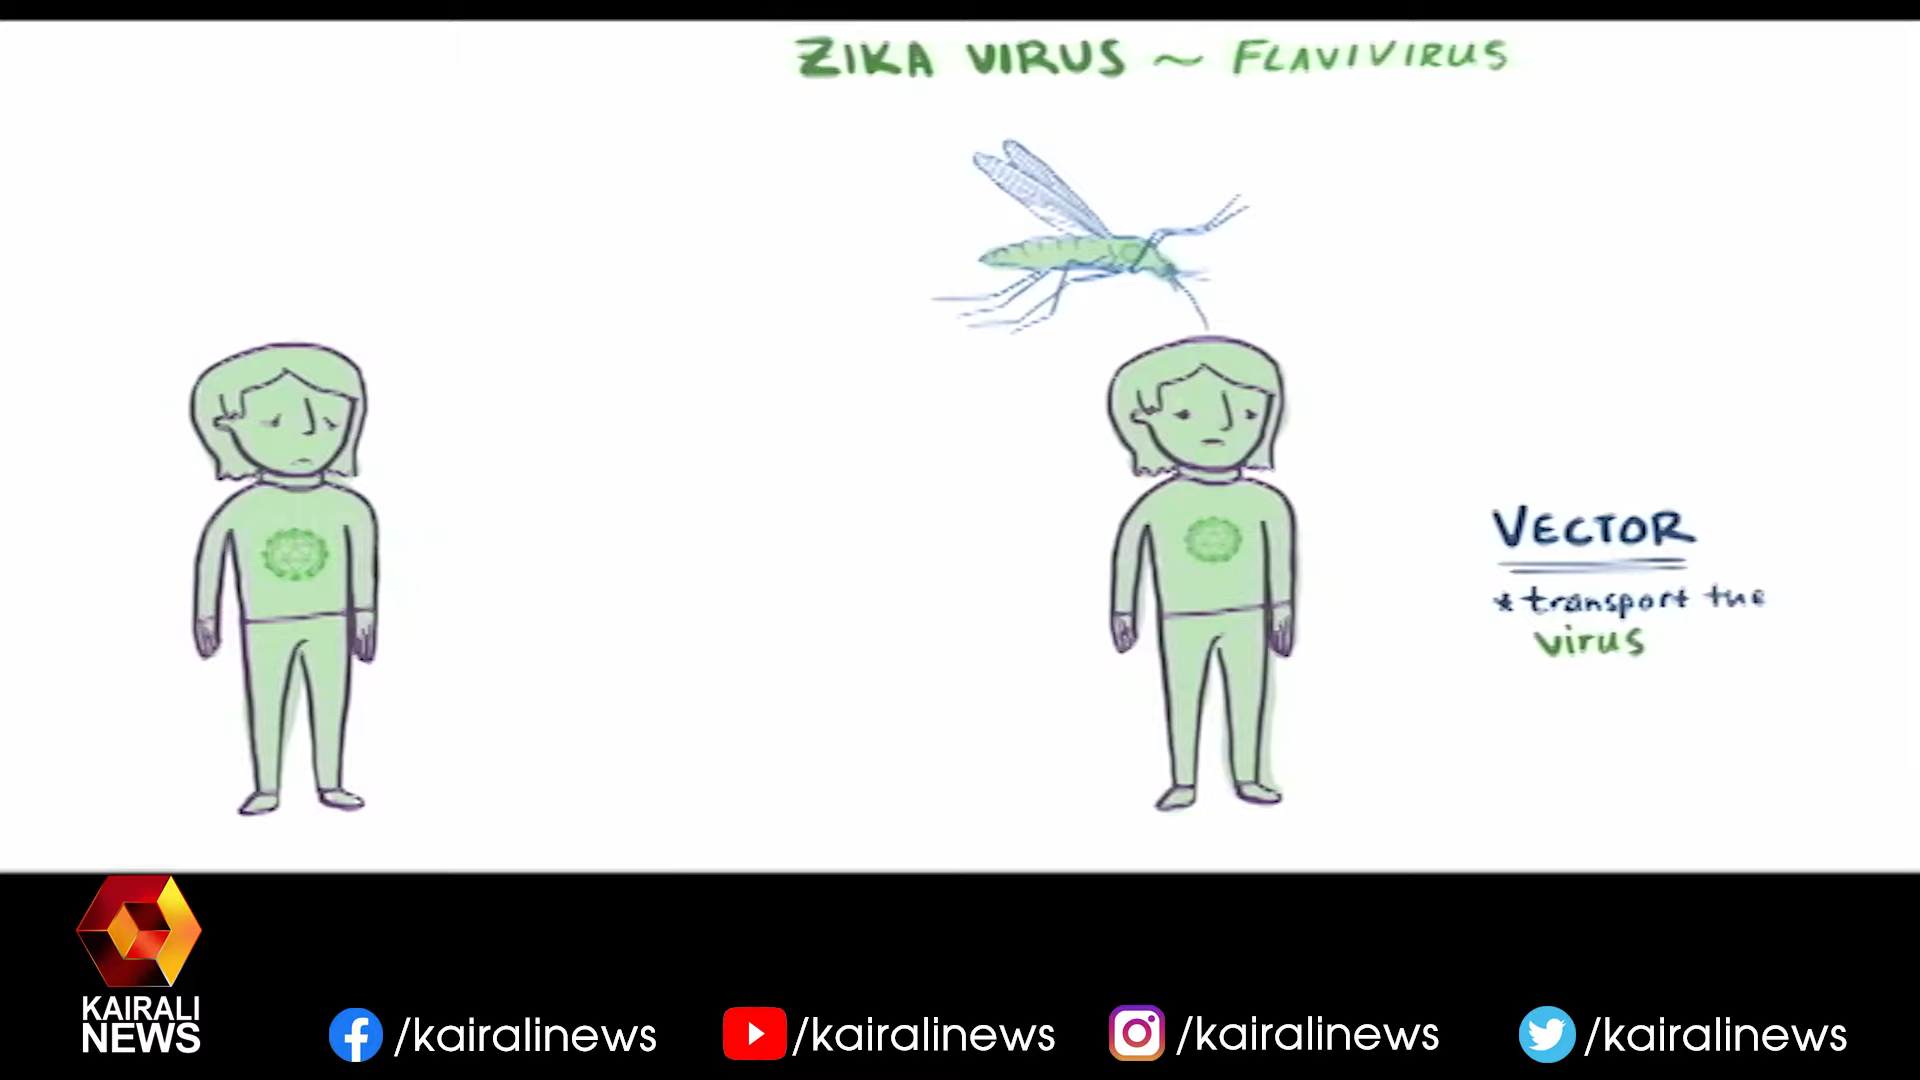 ZIKA VIRUS ~ FLAVIVIRUS
VECTOR
* transport the
virus
KAIRALI
NEWS
/kairalinews
/kairalinews
/kairalinews
/kairalinews